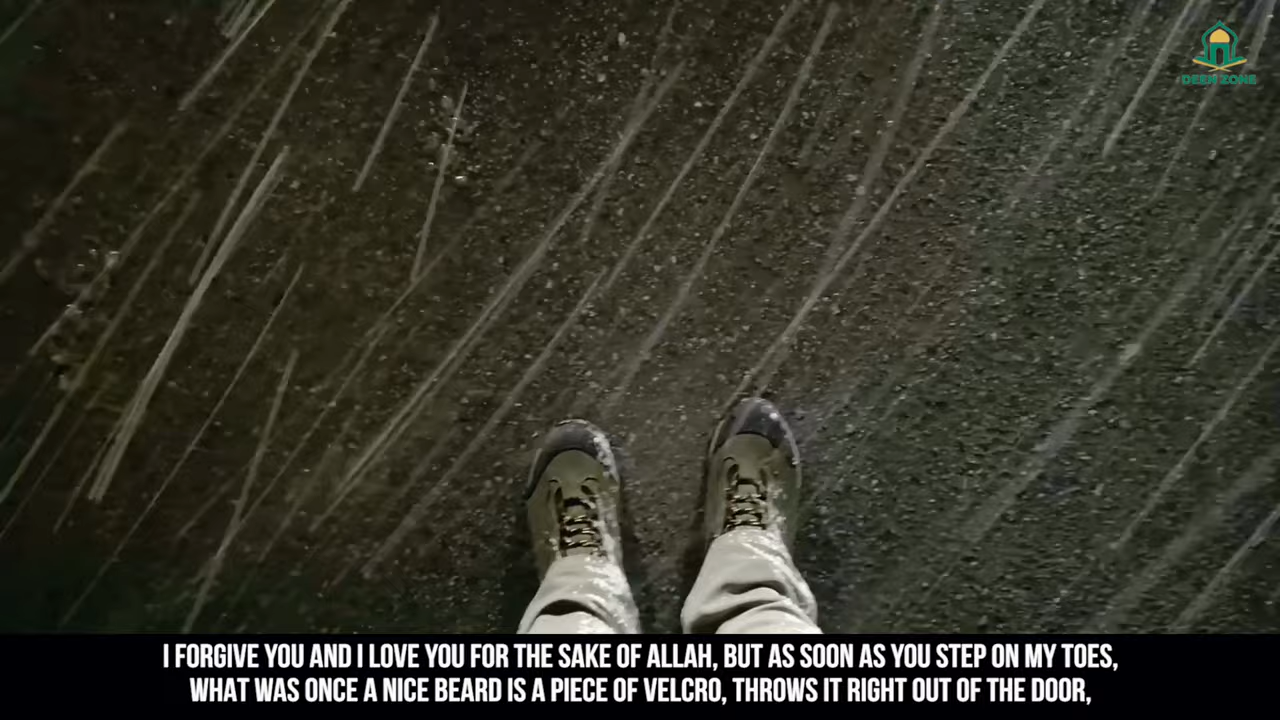 DEEN ZONE
I FORGIVE YOU AND I LOVE YOU FOR THE SAKE OF ALLAH, BUT AS SOON AS YOU STEP ON MY TOES,
WHAT WAS ONCE A NICE BEARD IS A PIECE OF VELCRO, THROWS IT RIGHT OUT OF THE DOOR,